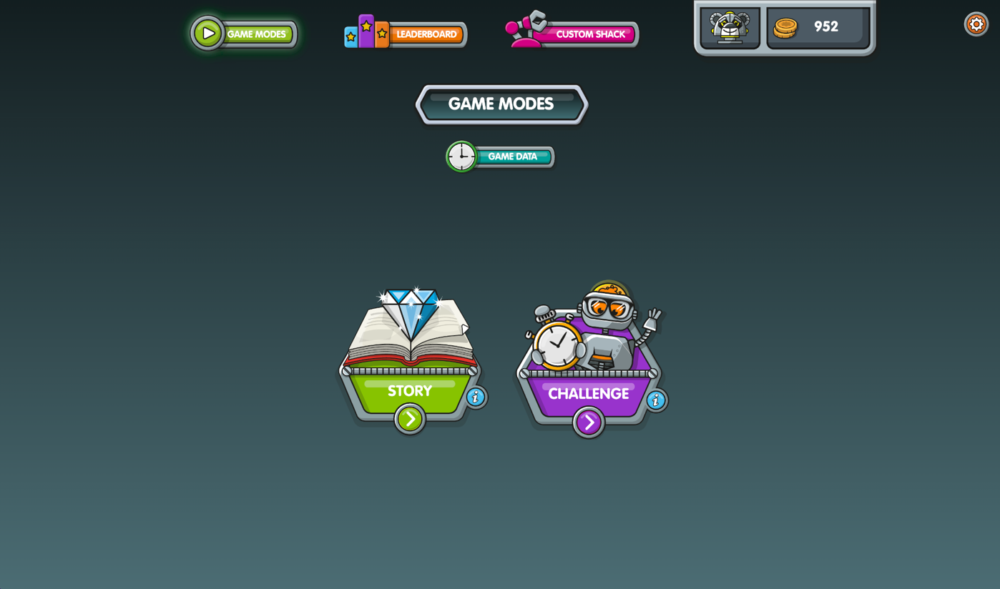 GAME MODES
LEADERBOARD
CUSTOM SHACK
952
GAME MODES
GAME DATA
STORY
i
CHALLENGE
i